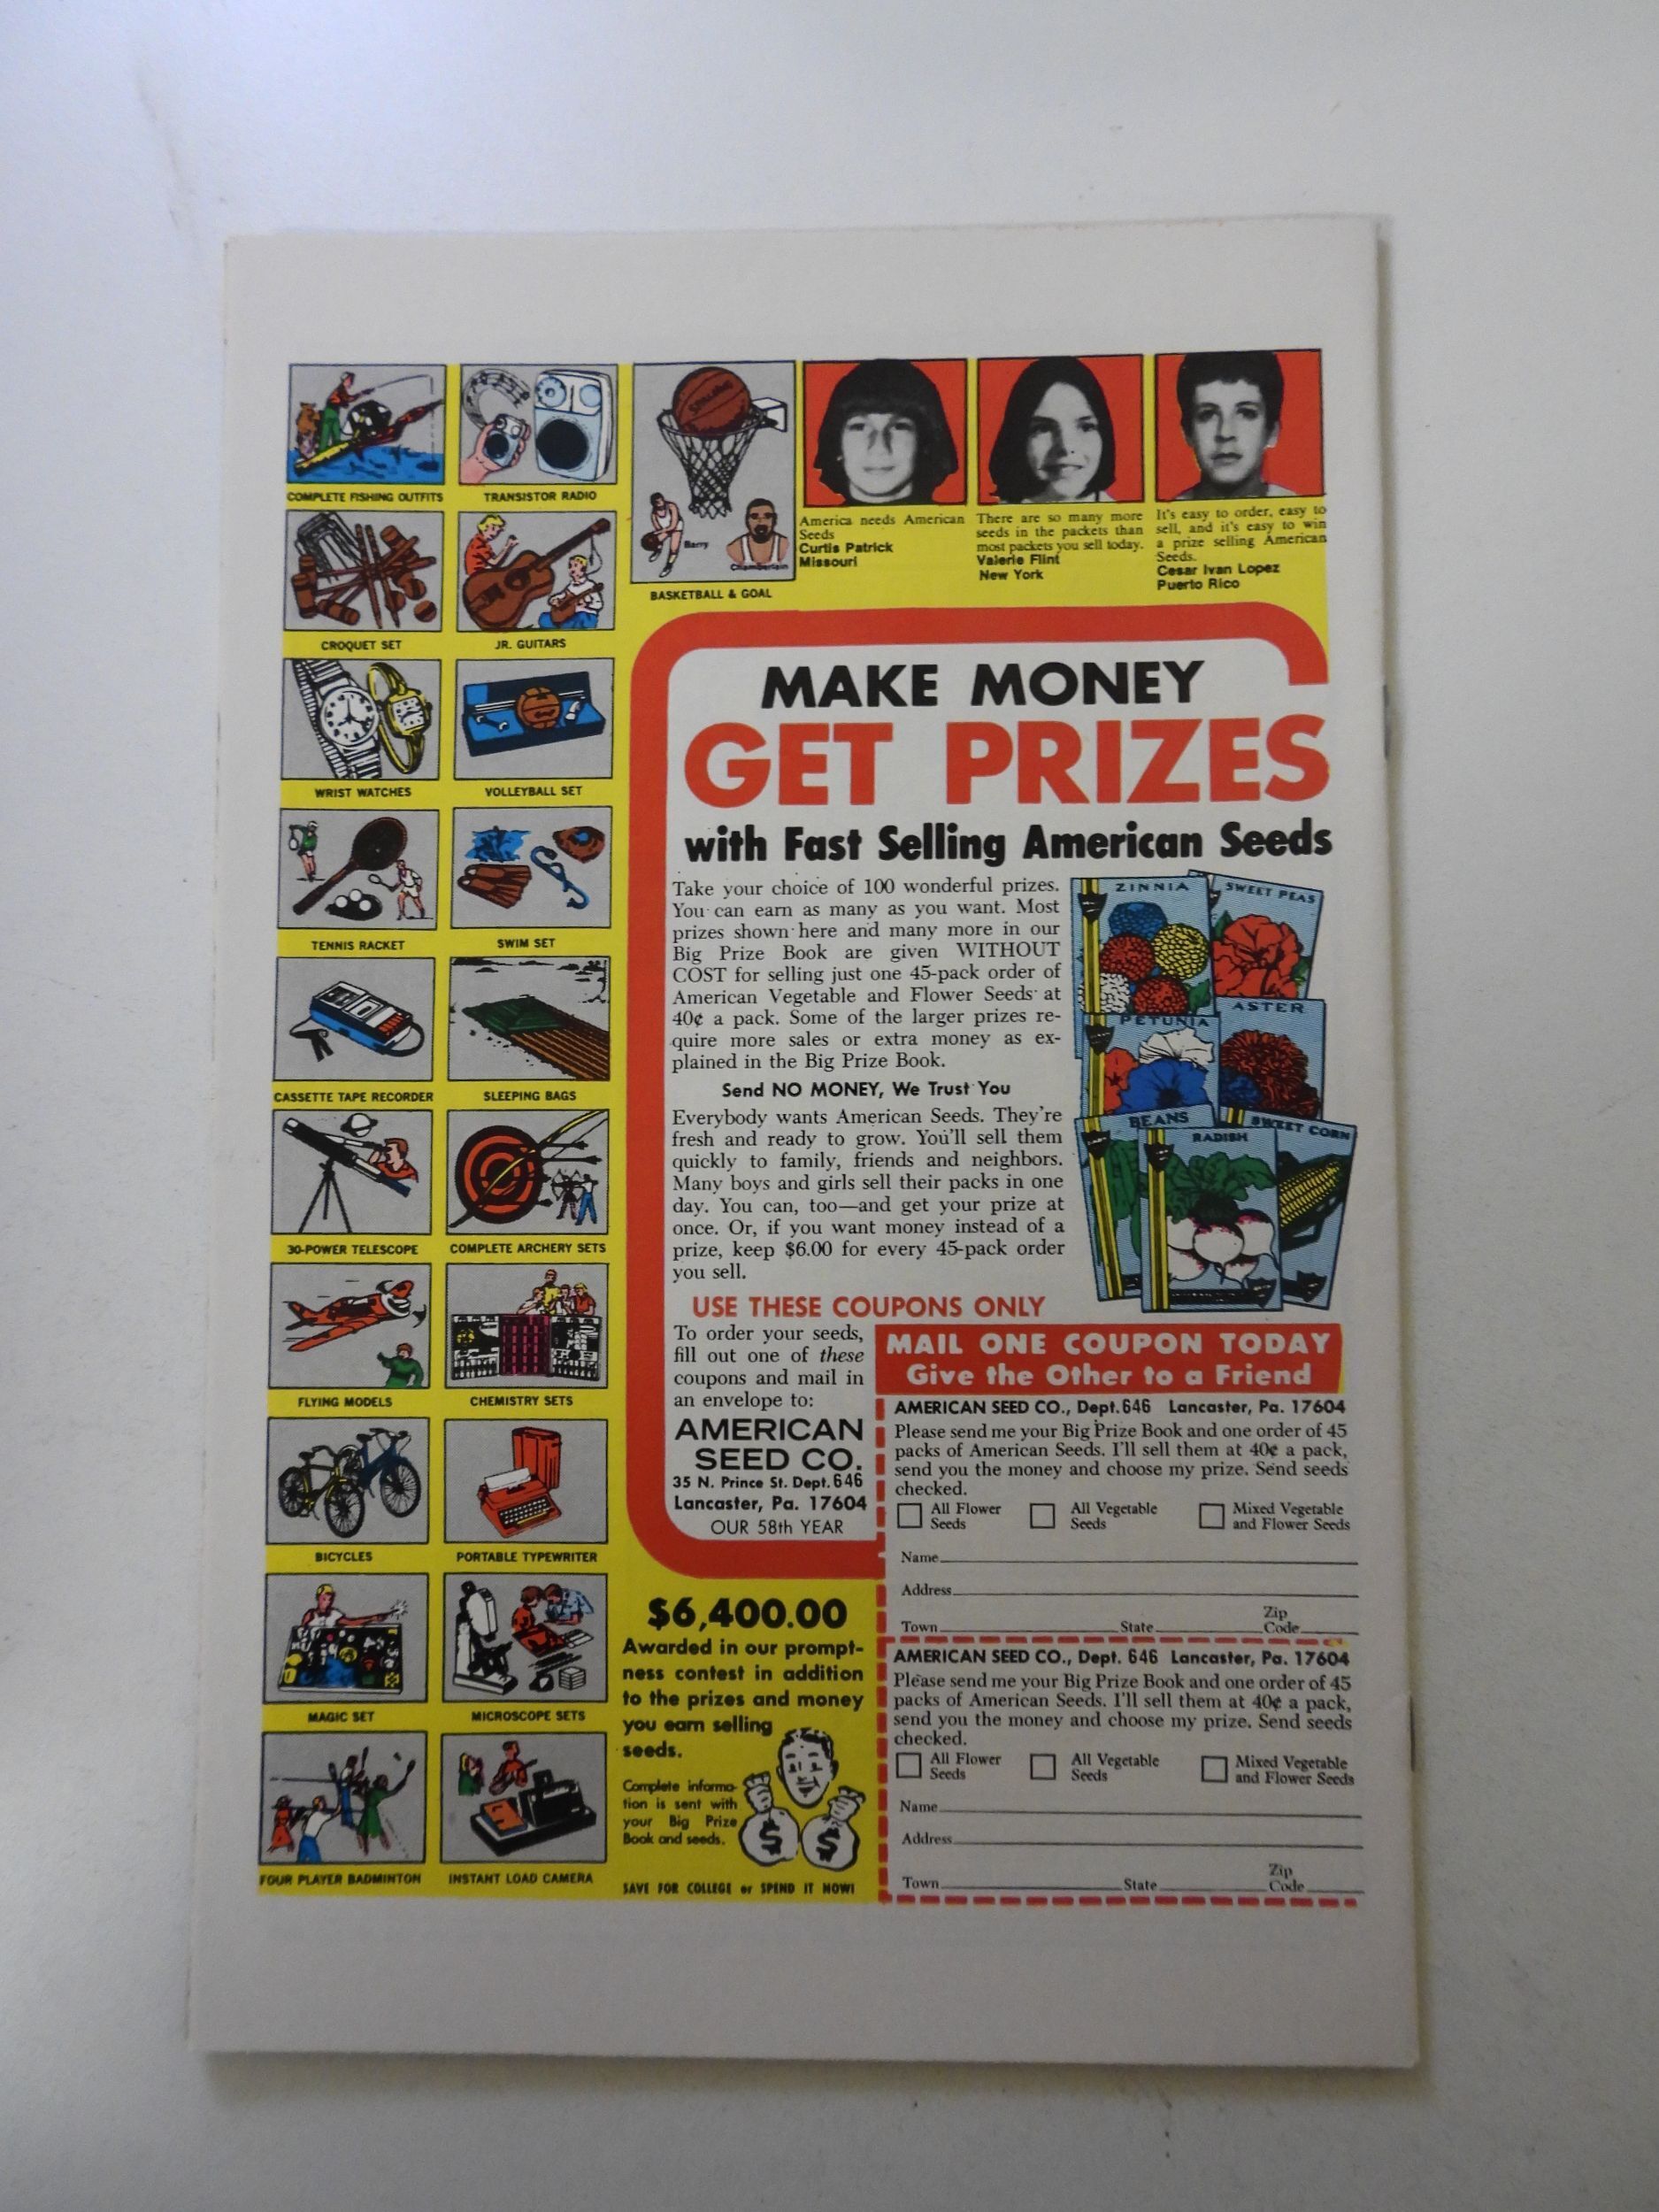 COMPLETE FISHING OUTFITS
TRANSISTOR RADIO
SPALDING
Barry
Chamberlain
BASKETBALL & GOAL
America needs American
Seeds
Curtis Patrick
Missouri
There are so many more
seeds in the packets than
most packets you sell today.
Valerie Flint
New York
It's easy to order, easy to
sell, and it's easy to win
a prize selling American
Seeds.
Cesar Ivan Lopez
Puerto Rico
CROQUET SET
JR. GUITARS
WRIST WATCHES
VOLLEYBALL SET
TENNIS RACKET
SWIM SET
CASSETTE TAPE RECORDER
SLEEPING BAGS
30-POWER TELESCOPE
COMPLETE ARCHERY SETS
FLYING MODELS
CHEMISTRY SETS
BICYCLES
PORTABLE TYPEWRITER
MAGIC SET
MICROSCOPE SETS
FOUR PLAYER BADMINTON
INSTANT LOAD CAMERA
MAKE MONEY
GET PRIZES
with Fast Selling American Seeds
Take your choice of 100 wonderful prizes.
You can earn as many as you want. Most
prizes shown here and many more in our
Big Prize Book are given WITHOUT
COST for selling just one 45-pack order of
American Vegetable and Flower Seeds at
40¢ a pack. Some of the larger prizes re-
quire more sales or extra money as ex-
plained in the Big Prize Book.
Send NO MONEY, We Trust You
Everybody wants American Seeds. They're
fresh and ready to grow. You'll sell them
quickly to family, friends and neighbors.
Many boys and girls sell their packs in one
day. You can, too—and get your prize at
once. Or, if you want money instead of a
prize, keep $6.00 for every 45-pack order
you sell.
ZINNIA
SWEET PEAS
PETUNIA
ASTER
BEANS
RADISH
SWEET CORN
USE THESE COUPONS ONLY
To order your seeds,
fill out one of these
coupons and mail in
an envelope to:
AMERICAN
SEED CO.
35 N. Prince St. Dept. 646
Lancaster, Pa. 17604
OUR 58th YEAR
MAIL ONE COUPON TODAY
Give the Other to a Friend
AMERICAN SEED CO., Dept. 646 Lancaster, Pa. 17604
Please send me your Big Prize Book and one order of 45
packs of American Seeds. I'll sell them at 40¢ a pack,
send you the money and choose my prize. Send seeds
checked.
All Flower Seeds
All Vegetable Seeds
Mixed Vegetable and Flower Seeds
Name
Address
Town State Zip Code
AMERICAN SEED CO., Dept. 646 Lancaster, Pa. 17604
Please send me your Big Prize Book and one order of 45
packs of American Seeds. I'll sell them at 40¢ a pack,
send you the money and choose my prize. Send seeds
checked.
All Flower Seeds
All Vegetable Seeds
Mixed Vegetable and Flower Seeds
Name
Address
Town State Zip Code
$6,400.00
Awarded in our prompt-
ness contest in addition
to the prizes and money
you earn selling
seeds.
Complete informa-
tion is sent with
your Big Prize
Book and seeds.
$ $
SAVE FOR COLLEGE or SPEND IT NOW!